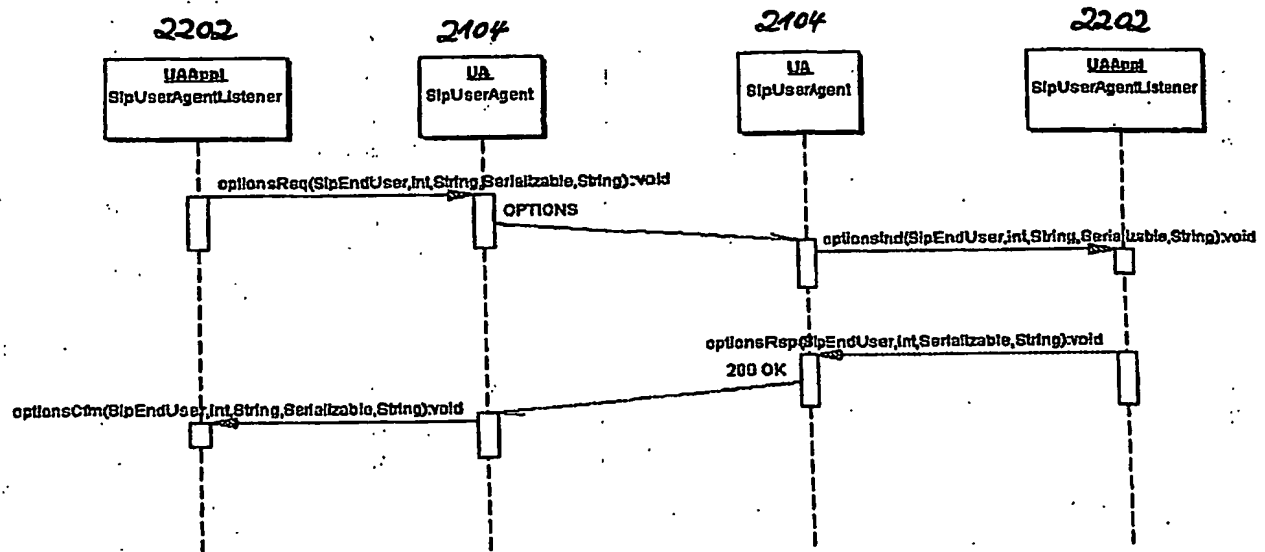 2202 2104 2104 2202
UAAppl UA UA UAAppl
SipUserAgentListener SipUserAgent SipUserAgent SipUserAgentListener
optionsReq(SipEndUser,int,String,Serializable,String):void
OPTIONS
optionsInd(SipEndUser,int,String,Serializable,String):void
optionsRsp(SipEndUser,int,Serializable,String):void
200 OK
optionsCfm(SipEndUser,int,String,Serializable,String):void